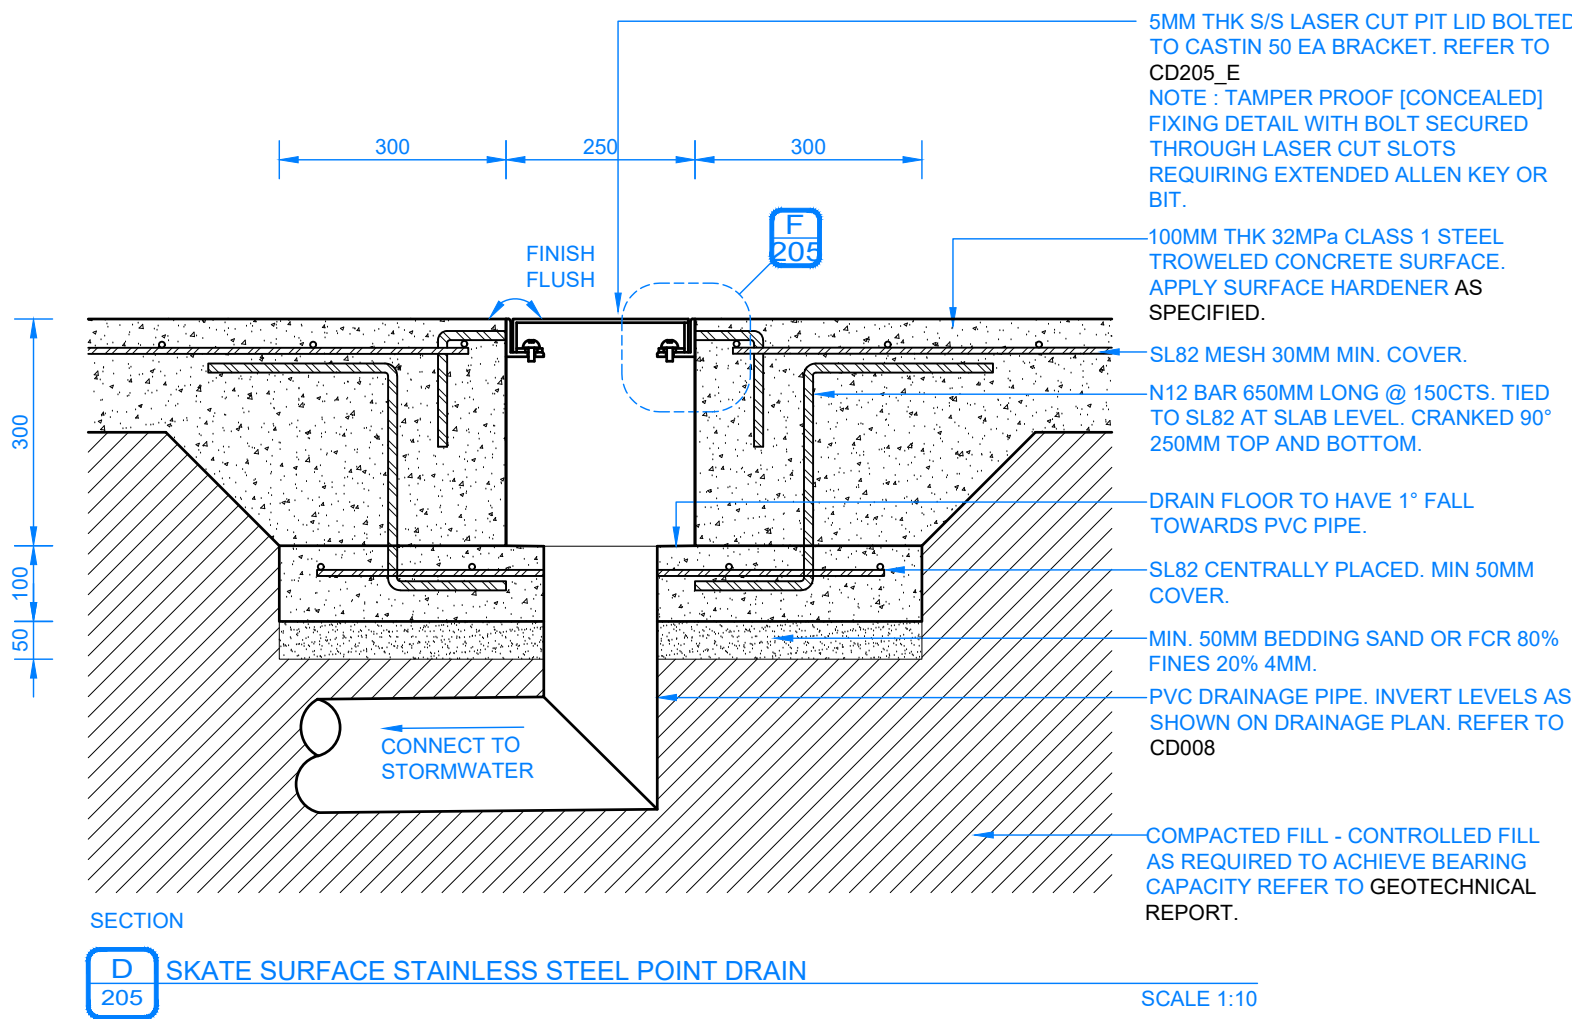 5MM THK S/S LASER CUT PIT LID BOLTED
TO CASTIN 50 EA BRACKET. REFER TO
CD205_E
NOTE : TAMPER PROOF [CONCEALED]
FIXING DETAIL WITH BOLT SECURED
THROUGH LASER CUT SLOTS
REQUIRING EXTENDED ALLEN KEY OR
BIT.
300
250
300
F
205
FINISH
FLUSH
100MM THK 32MPa CLASS 1 STEEL
TROWELED CONCRETE SURFACE.
APPLY SURFACE HARDENER AS
SPECIFIED.
SL82 MESH 30MM MIN. COVER.
N12 BAR 650MM LONG @ 150CTS. TIED
TO SL82 AT SLAB LEVEL. CRANKED 90°
250MM TOP AND BOTTOM.
300
DRAIN FLOOR TO HAVE 1° FALL
TOWARDS PVC PIPE.
100
SL82 CENTRALLY PLACED. MIN 50MM
COVER.
50
MIN. 50MM BEDDING SAND OR FCR 80%
FINES 20% 4MM.
PVC DRAINAGE PIPE. INVERT LEVELS AS
SHOWN ON DRAINAGE PLAN. REFER TO
CD008
CONNECT TO
STORMWATER
COMPACTED FILL - CONTROLLED FILL
AS REQUIRED TO ACHIEVE BEARING
CAPACITY REFER TO GEOTECHNICAL
REPORT.
SECTION
D
205
SKATE SURFACE STAINLESS STEEL POINT DRAIN
SCALE 1:10